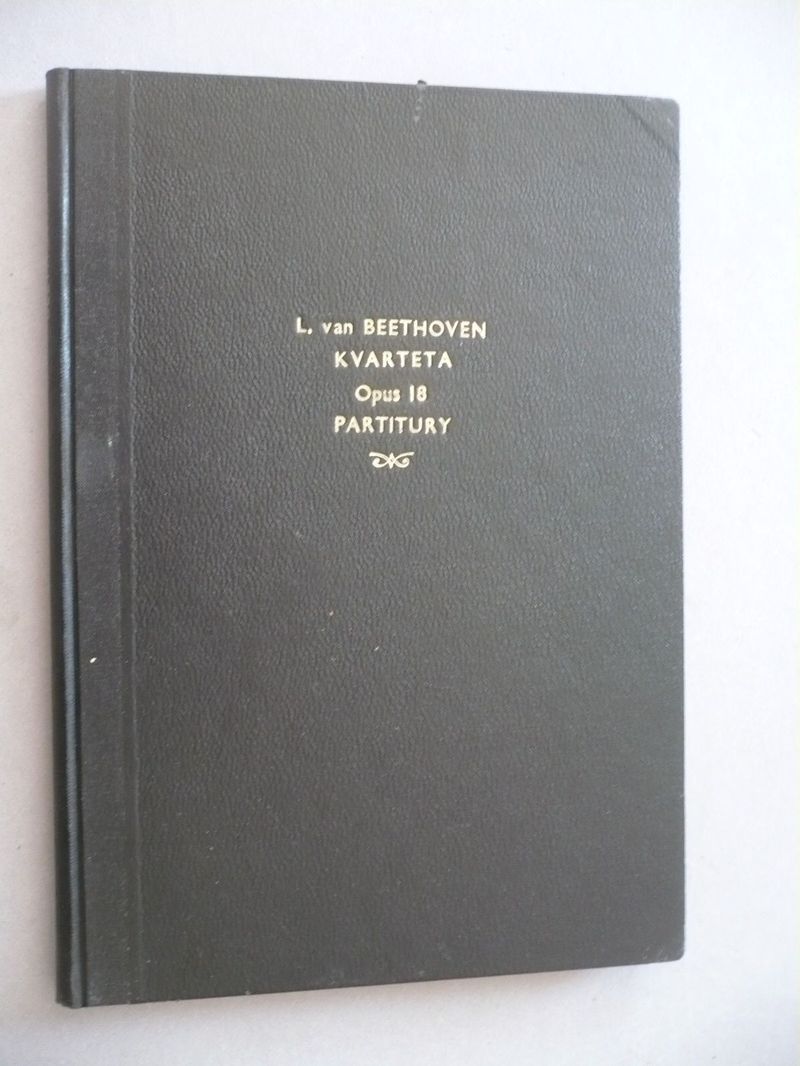 L. van BEETHOVEN
KVARTETA
Opus 18
PARTITURY